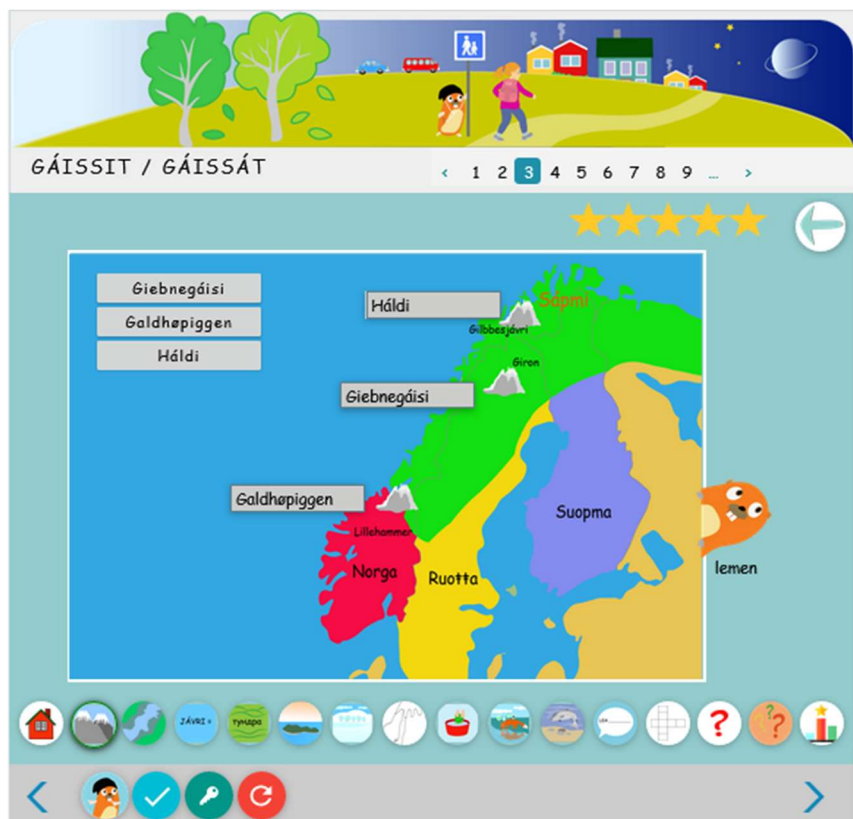 GÁISSIT / GÁISSÁT
‹ 1 2 3 4 5 6 7 8 9 ... ›
Giebnegáisi
Galdhøpiggen
Háldi
Háldi
Sápmi
Gilbbesjávri
Giron
Giebnegáisi
Galdhøpiggen
Lillehammer
Suopma
Norga
Ruotta
lemen
JÁVRI =
тундра